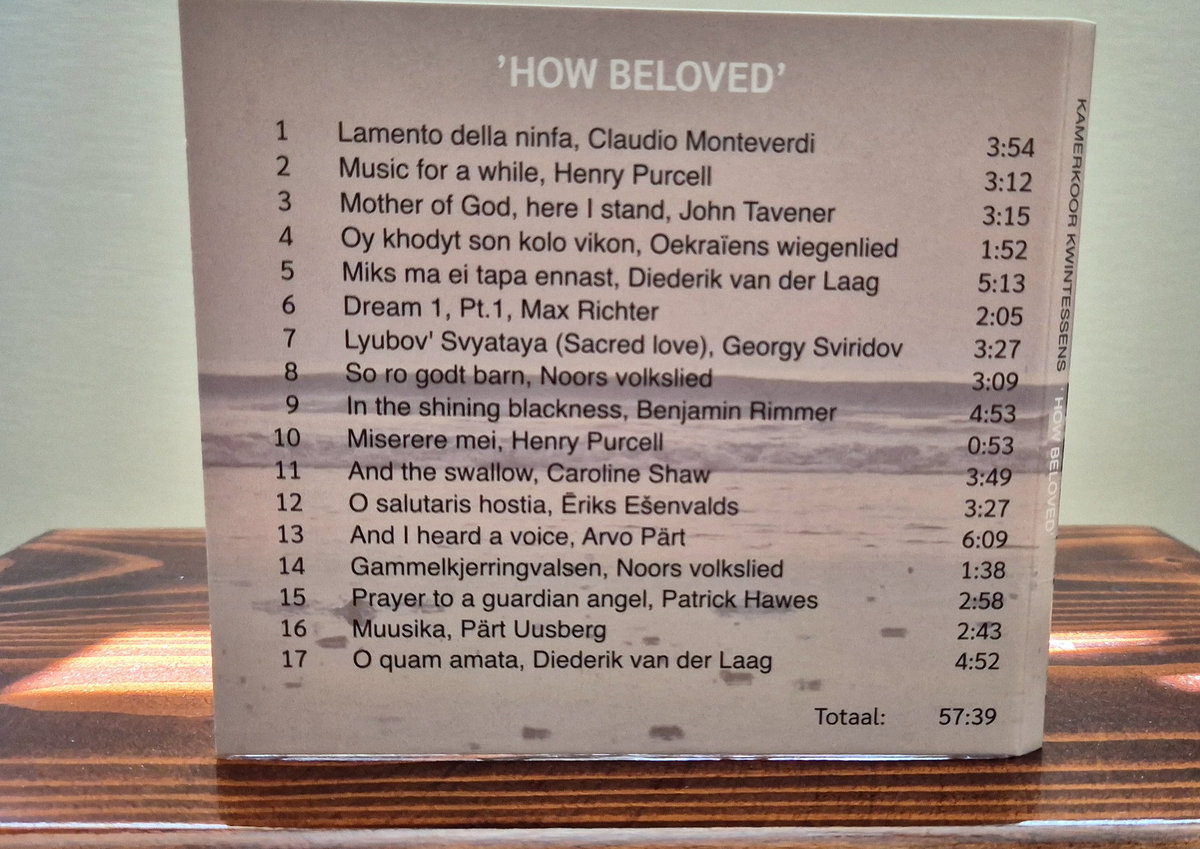 'HOW BELOVED'
1 Lamento della ninfa, Claudio Monteverdi 3:54
2 Music for a while, Henry Purcell 3:12
3 Mother of God, here I stand, John Tavener 3:15
4 Oy khodyt son kolo vikon, Oekraïens wiegenlied 1:52
5 Miks ma ei tapa ennast, Diederik van der Laag 5:13
6 Dream 1, Pt.1, Max Richter 2:05
7 Lyubov' Svyataya (Sacred love), Georgy Sviridov 3:27
8 So ro godt barn, Noors volkslied 3:09
9 In the shining blackness, Benjamin Rimmer 4:53
10 Miserere mei, Henry Purcell 0:53
11 And the swallow, Caroline Shaw 3:49
12 O salutaris hostia, Ēriks Ešenvalds 3:27
13 And I heard a voice, Arvo Pärt 6:09
14 Gammelkjerringvalsen, Noors volkslied 1:38
15 Prayer to a guardian angel, Patrick Hawes 2:58
16 Muusika, Pärt Uusberg 2:43
17 O quam amata, Diederik van der Laag 4:52
Totaal: 57:39
KAMERKOOR KWINTESSENS 'HOW BELOVED'